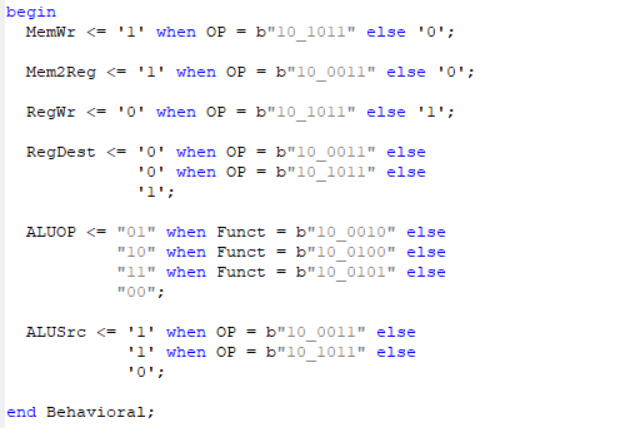 begin
MemWr <= '1' when OP = b"10_1011" else '0';
Mem2Reg <= '1' when OP = b"10_0011" else '0';
RegWr <= '0' when OP = b"10_1011" else '1';
RegDest <= '0' when OP = b"10_0011" else
'0' when OP = b"10_1011" else
'1';
ALUOP <= "01" when Funct = b"10_0010" else
"10" when Funct = b"10_0100" else
"11" when Funct = b"10_0101" else
"00";
ALUSrc <= '1' when OP = b"10_0011" else
'1' when OP = b"10_1011" else
'0';
end Behavioral;